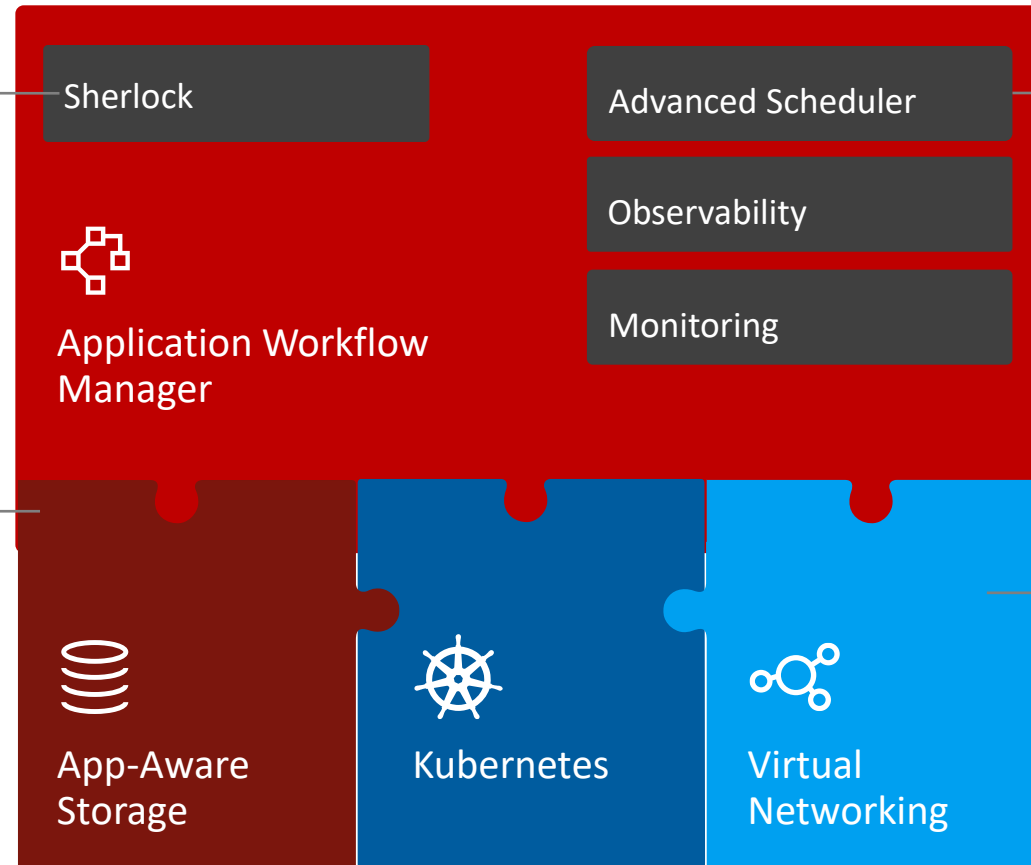 Sherlock
Advanced Scheduler
Observability
Monitoring
Application Workflow
Manager
App-Aware
Storage
Kubernetes
Virtual
Networking